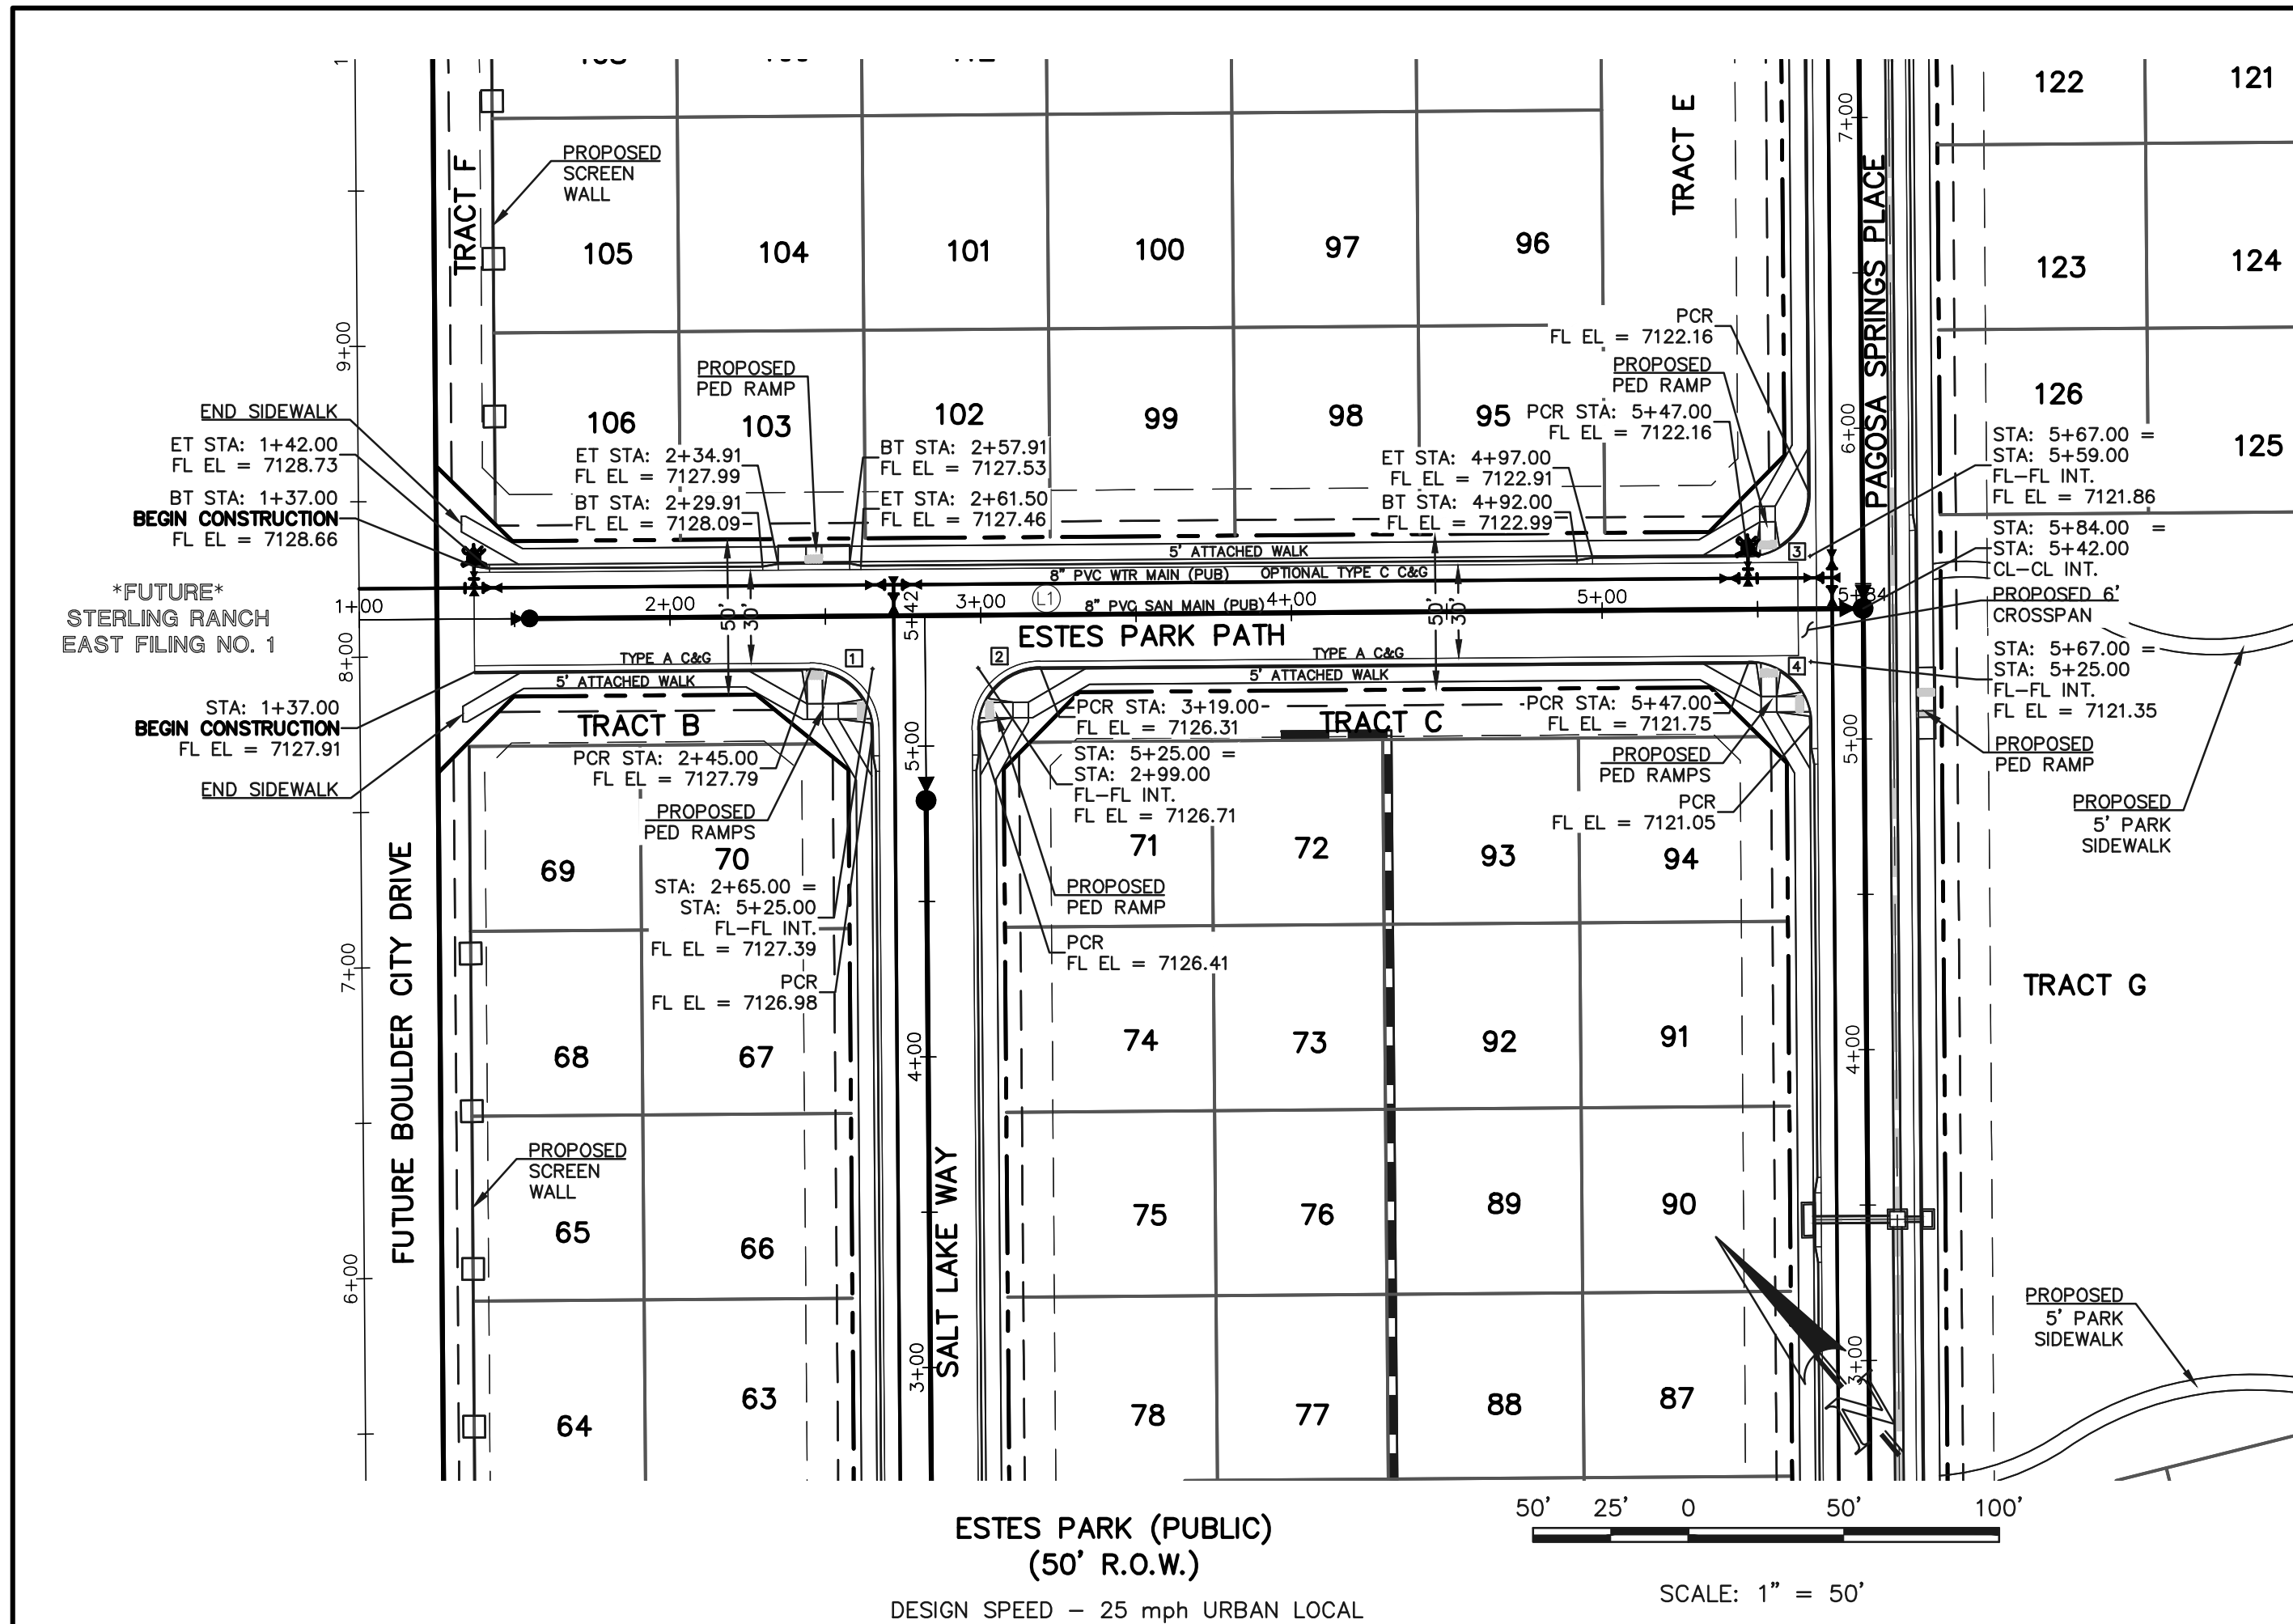 TRACT F
PROPOSED
SCREEN
WALL
105
104
101
100
97
96
TRACT E
7+00
PAGOSA SPRINGS PLACE
122
121
123
124
126
125
9+00
106
103
102
99
98
95
PROPOSED
PED RAMP
PCR
FL EL = 7122.16
PROPOSED
PED RAMP
PCR STA: 5+47.00
FL EL = 7122.16
6+00
END SIDEWALK
ET STA: 1+42.00
FL EL = 7128.73
BT STA: 1+37.00
BEGIN CONSTRUCTION
FL EL = 7128.66
ET STA: 2+34.91
FL EL = 7127.99
BT STA: 2+29.91
FL EL = 7128.09
BT STA: 2+57.91
FL EL = 7127.53
ET STA: 2+61.50
FL EL = 7127.46
ET STA: 4+97.00
FL EL = 7122.91
BT STA: 4+92.00
FL EL = 7122.99
STA: 5+67.00 =
STA: 5+59.00
FL-FL INT.
FL EL = 7121.86
STA: 5+84.00 =
STA: 5+42.00
CL-CL INT.
PROPOSED 6'
CROSSPAN
STA: 5+67.00 =
STA: 5+25.00
FL-FL INT.
FL EL = 7121.35
*FUTURE*
STERLING RANCH
EAST FILING NO. 1
5' ATTACHED WALK
8" PVC WTR MAIN (PUB)
OPTIONAL TYPE C C&G
3
1+00
2+00
50'
30'
5+42
3+00
L1
8" PVC SAN MAIN (PUB)
4+00
50'
30'
5+00
5+84
ESTES PARK PATH
8+00
TYPE A C&G
1
2
TYPE A C&G
4
5' ATTACHED WALK
5' ATTACHED WALK
STA: 1+37.00
BEGIN CONSTRUCTION
FL EL = 7127.91
END SIDEWALK
TRACT B
PCR STA: 2+45.00
FL EL = 7127.79
PROPOSED
PED RAMPS
5+00
PCR STA: 3+19.00
FL EL = 7126.31
STA: 5+25.00 =
STA: 2+99.00
FL-FL INT.
FL EL = 7126.71
TRACT C
PCR STA: 5+47.00
FL EL = 7121.75
PROPOSED
PED RAMPS
PCR
FL EL = 7121.05
5+00
PROPOSED
PED RAMP
PROPOSED
5' PARK
SIDEWALK
FUTURE BOULDER CITY DRIVE
69
70
STA: 2+65.00 =
STA: 5+25.00
FL-FL INT.
FL EL = 7127.39
PCR
FL EL = 7126.98
71
72
93
94
PROPOSED
PED RAMP
PCR
FL EL = 7126.41
7+00
TRACT G
68
67
4+00
74
73
92
91
4+00
PROPOSED
SCREEN
WALL
65
66
SALT LAKE WAY
75
76
89
90
6+00
64
63
3+00
78
77
88
87
3+00
N
PROPOSED
5' PARK
SIDEWALK
ESTES PARK (PUBLIC)
(50' R.O.W.)
DESIGN SPEED - 25 mph URBAN LOCAL
50' 25' 0 50' 100'
SCALE: 1" = 50'